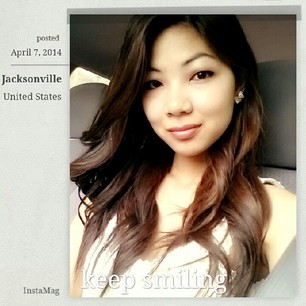 posted
April 7, 2014
Jacksonville
United States
keep smiling
InstaMag